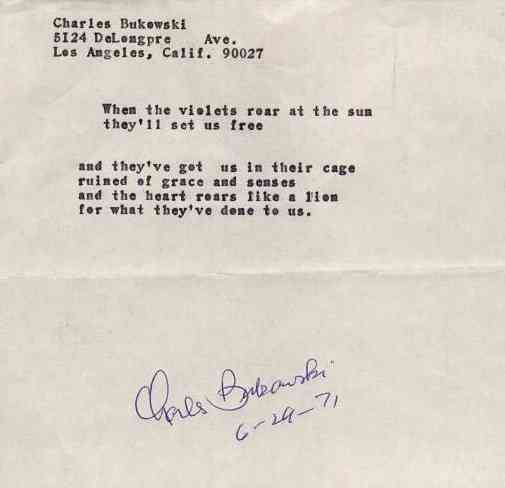 Charles Bukowski
5124 DeLongpre Ave.
Los Angeles, Calif. 90027
When the violets roar at the sun
they'll set us free
and they've got us in their cage
ruined of grace and senses
and the heart roars like a lion
for what they've done to us.
Charles Bukowski
6-29-71